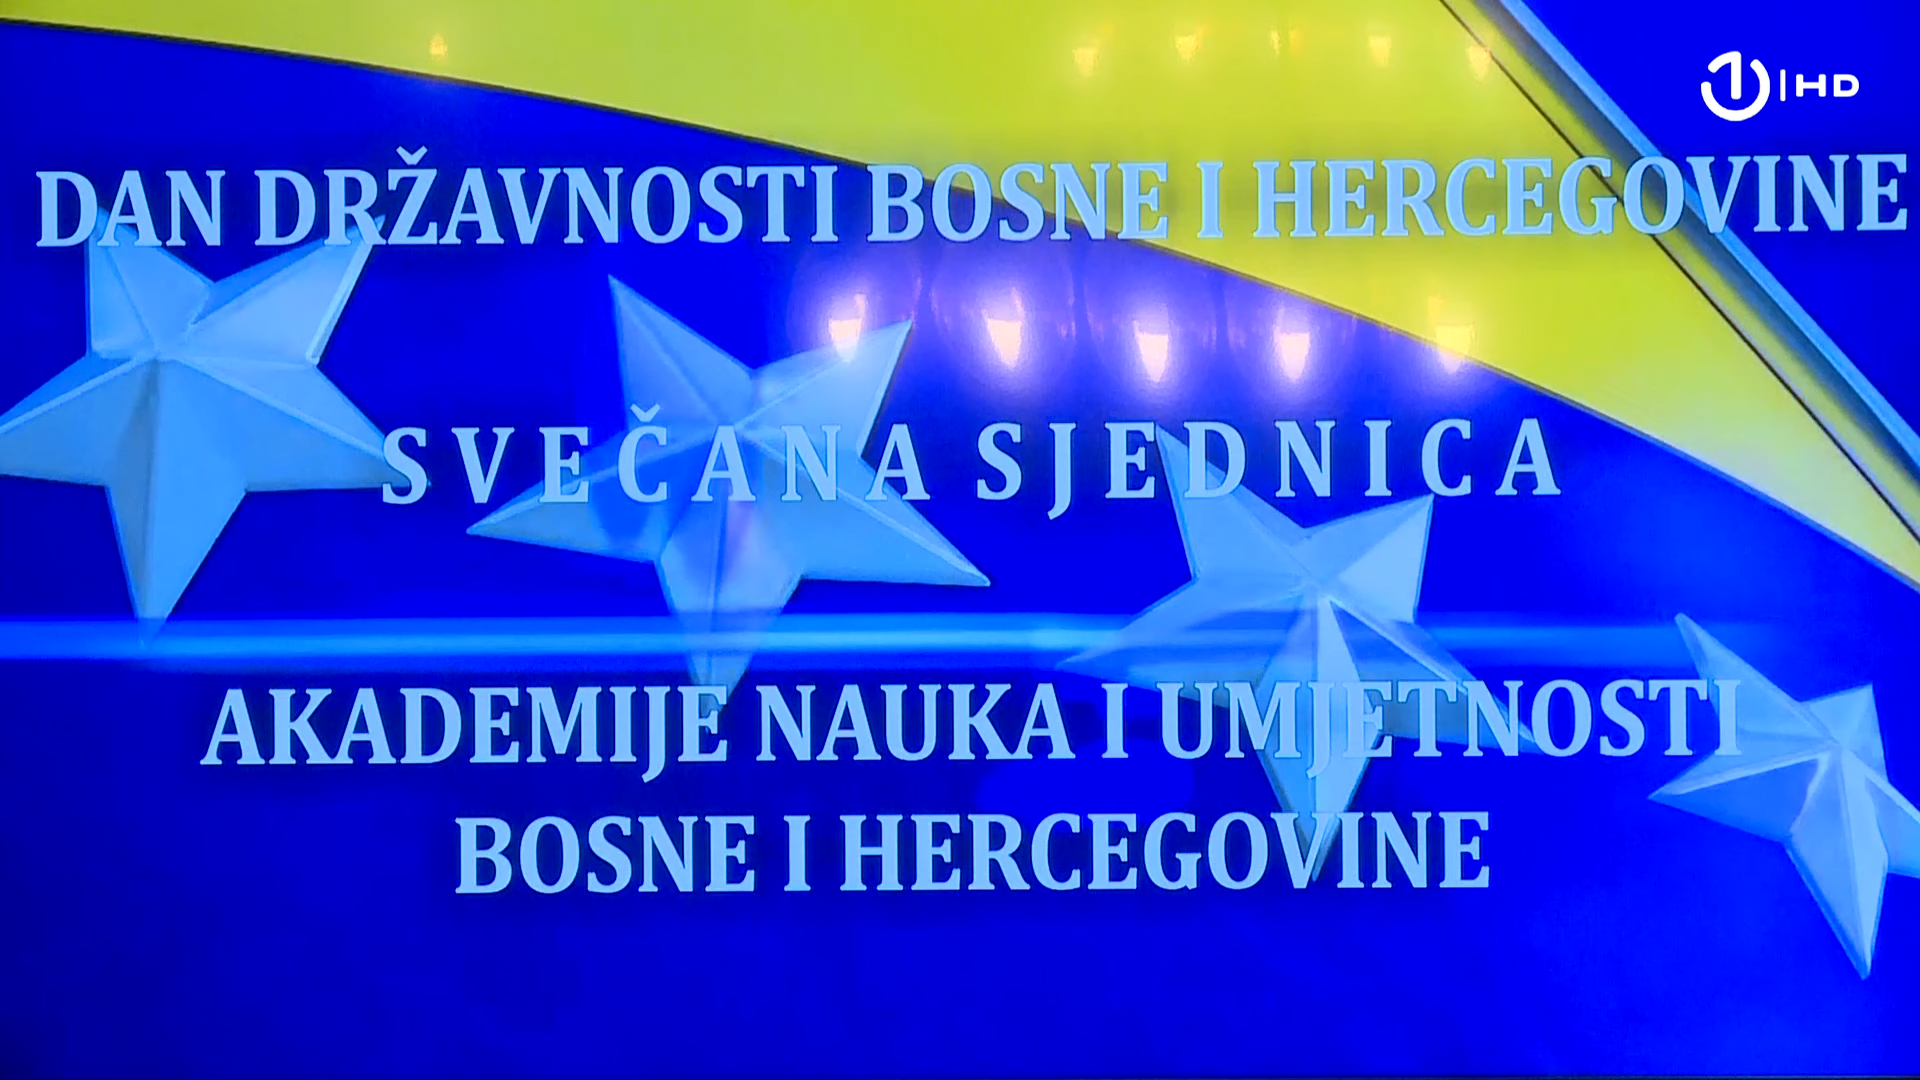 1 HD
DAN DRŽAVNOSTI BOSNE I HERCEGOVINE
SVEČANA SJEDNICA
AKADEMIJE NAUKA I UMJETNOSTI
BOSNE I HERCEGOVINE